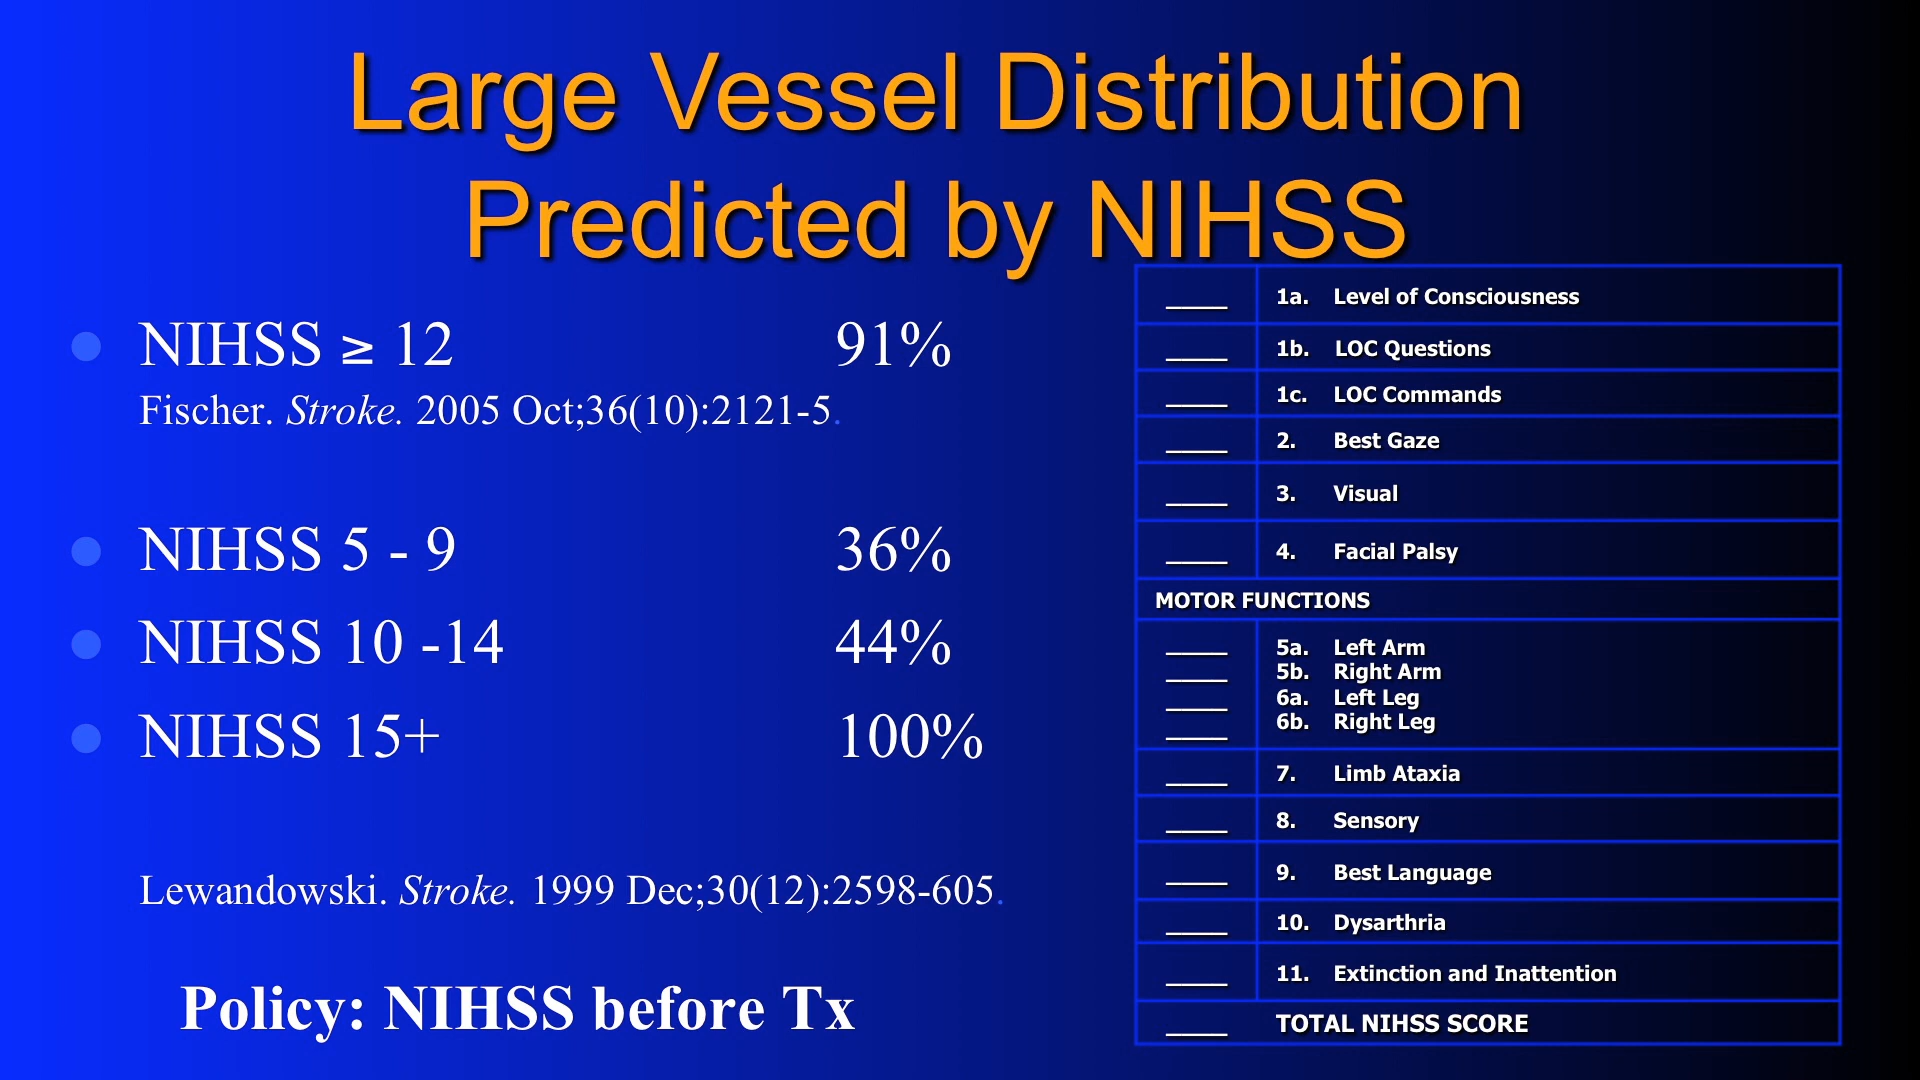 Large Vessel Distribution
Predicted by NIHSS
NIHSS ≥ 12 91%
Fischer. Stroke. 2005 Oct;36(10):2121-5.
NIHSS 5 - 9 36%
NIHSS 10 -14 44%
NIHSS 15+ 100%
Lewandowski. Stroke. 1999 Dec;30(12):2598-605.
Policy: NIHSS before Tx
____ 1a. Level of Consciousness
____ 1b. LOC Questions
____ 1c. LOC Commands
____ 2. Best Gaze
____ 3. Visual
____ 4. Facial Palsy
MOTOR FUNCTIONS
____ 5a. Left Arm
____ 5b. Right Arm
____ 6a. Left Leg
____ 6b. Right Leg
____ 7. Limb Ataxia
____ 8. Sensory
____ 9. Best Language
____ 10. Dysarthria
____ 11. Extinction and Inattention
____ TOTAL NIHSS SCORE